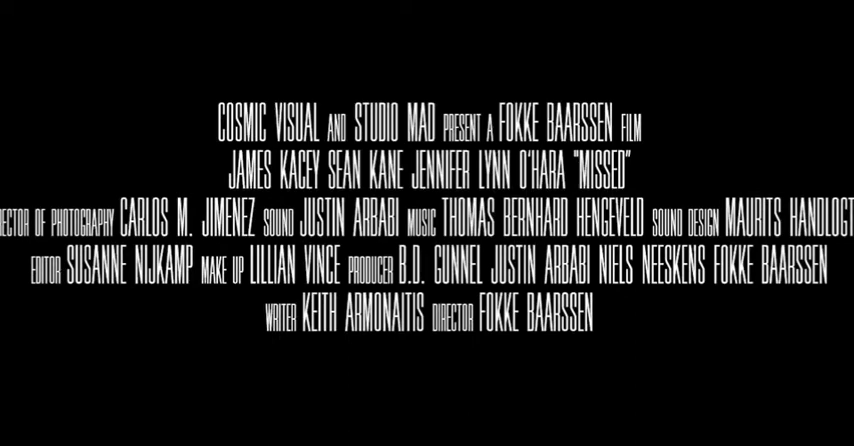 COSMIC VISUAL AND STUDIO MAD PRESENT A FOKKE BAARSSEN FILM
JAMES KACEY SEAN KANE JENNIFER LYNN O'HARA "MISSED"
ECTOR OF PHOTOGRAPHY CARLOS M. JIMENEZ SOUND JUSTIN ARBABI MUSIC THOMAS BERNHARD HENGEVELD SOUND DESIGN MAURITS HANDLOGT
EDITOR SUSANNE NIJKAMP MAKE UP LILLIAN VINCE PRODUCER B.D. GUNNEL JUSTIN ARBABI NIELS NEESKENS FOKKE BAARSSEN
WRITER KEITH ARMONAITIS DIRECTOR FOKKE BAARSSEN